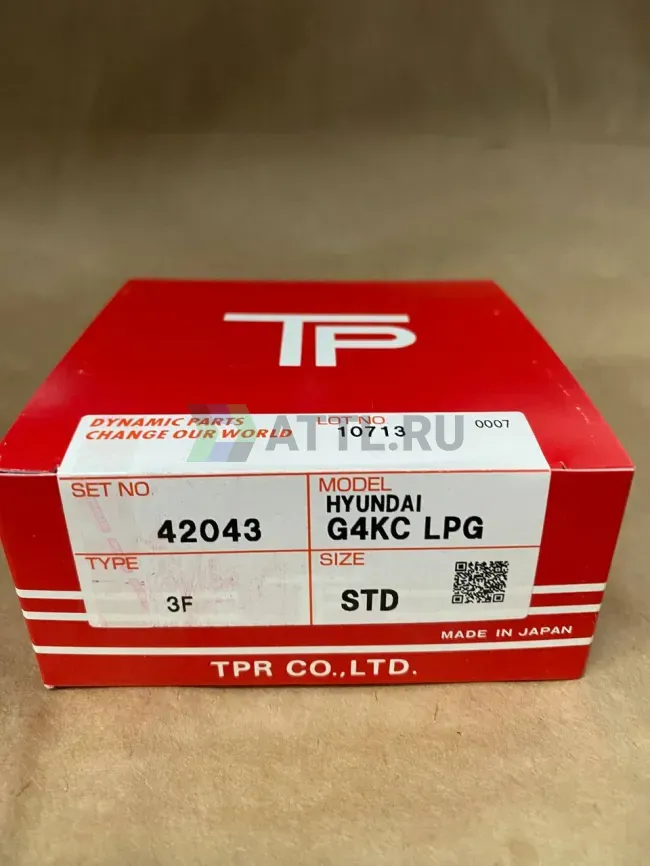 TP
DYNAMIC PARTS
CHANGE OUR WORLD
LOT NO
10713
0007
ATTL.RU
SET NO.
42043
MODEL
HYUNDAI
G4KC LPG
TYPE
3F
SIZE
STD
MADE IN JAPAN
TPR CO.,LTD.